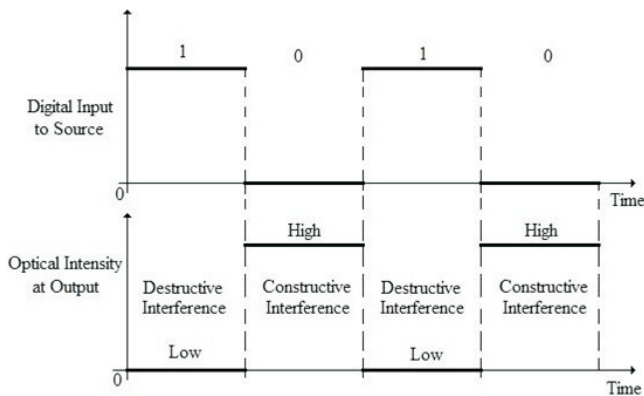 1
0
1
0
Digital Input
to Source
0
Time
High
High
Optical Intensity
at Output
Destructive
Interference
Constructive
Interference
Destructive
Interference
Constructive
Interference
Low
Low
0
Time